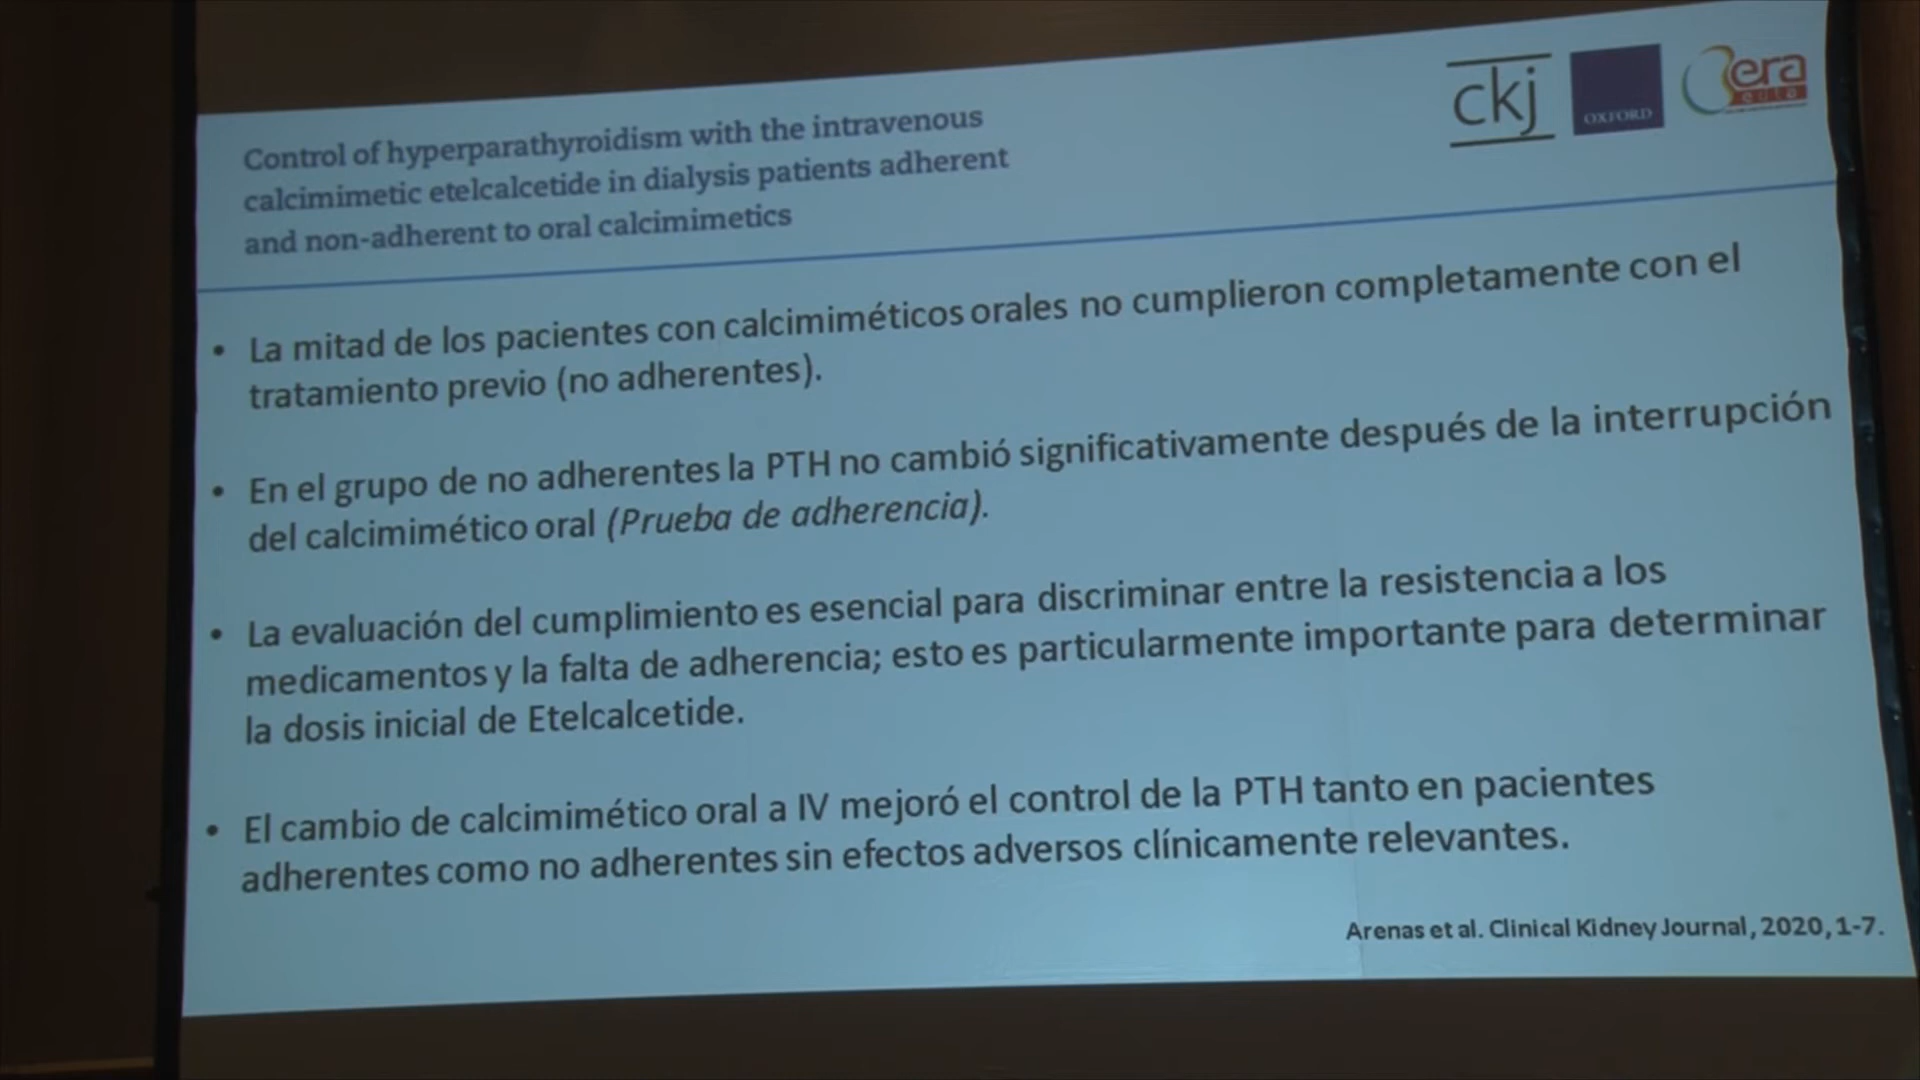 Control of hyperparathyroidism with the intravenous
calcimimetic etelcalcetide in dialysis patients adherent
and non-adherent to oral calcimimetics
ckj
OXFORD
era
edta
• La mitad de los pacientes con calcimiméticos orales no cumplieron completamente con el
tratamiento previo (no adherentes).
• En el grupo de no adherentes la PTH no cambió significativamente después de la interrupción
del calcimimético oral (Prueba de adherencia).
• La evaluación del cumplimiento es esencial para discriminar entre la resistencia a los
medicamentos y la falta de adherencia; esto es particularmente importante para determinar
la dosis inicial de Etelcalcetide.
• El cambio de calcimimético oral a IV mejoró el control de la PTH tanto en pacientes
adherentes como no adherentes sin efectos adversos clínicamente relevantes.
Arenas et al. Clinical Kidney Journal, 2020, 1-7.